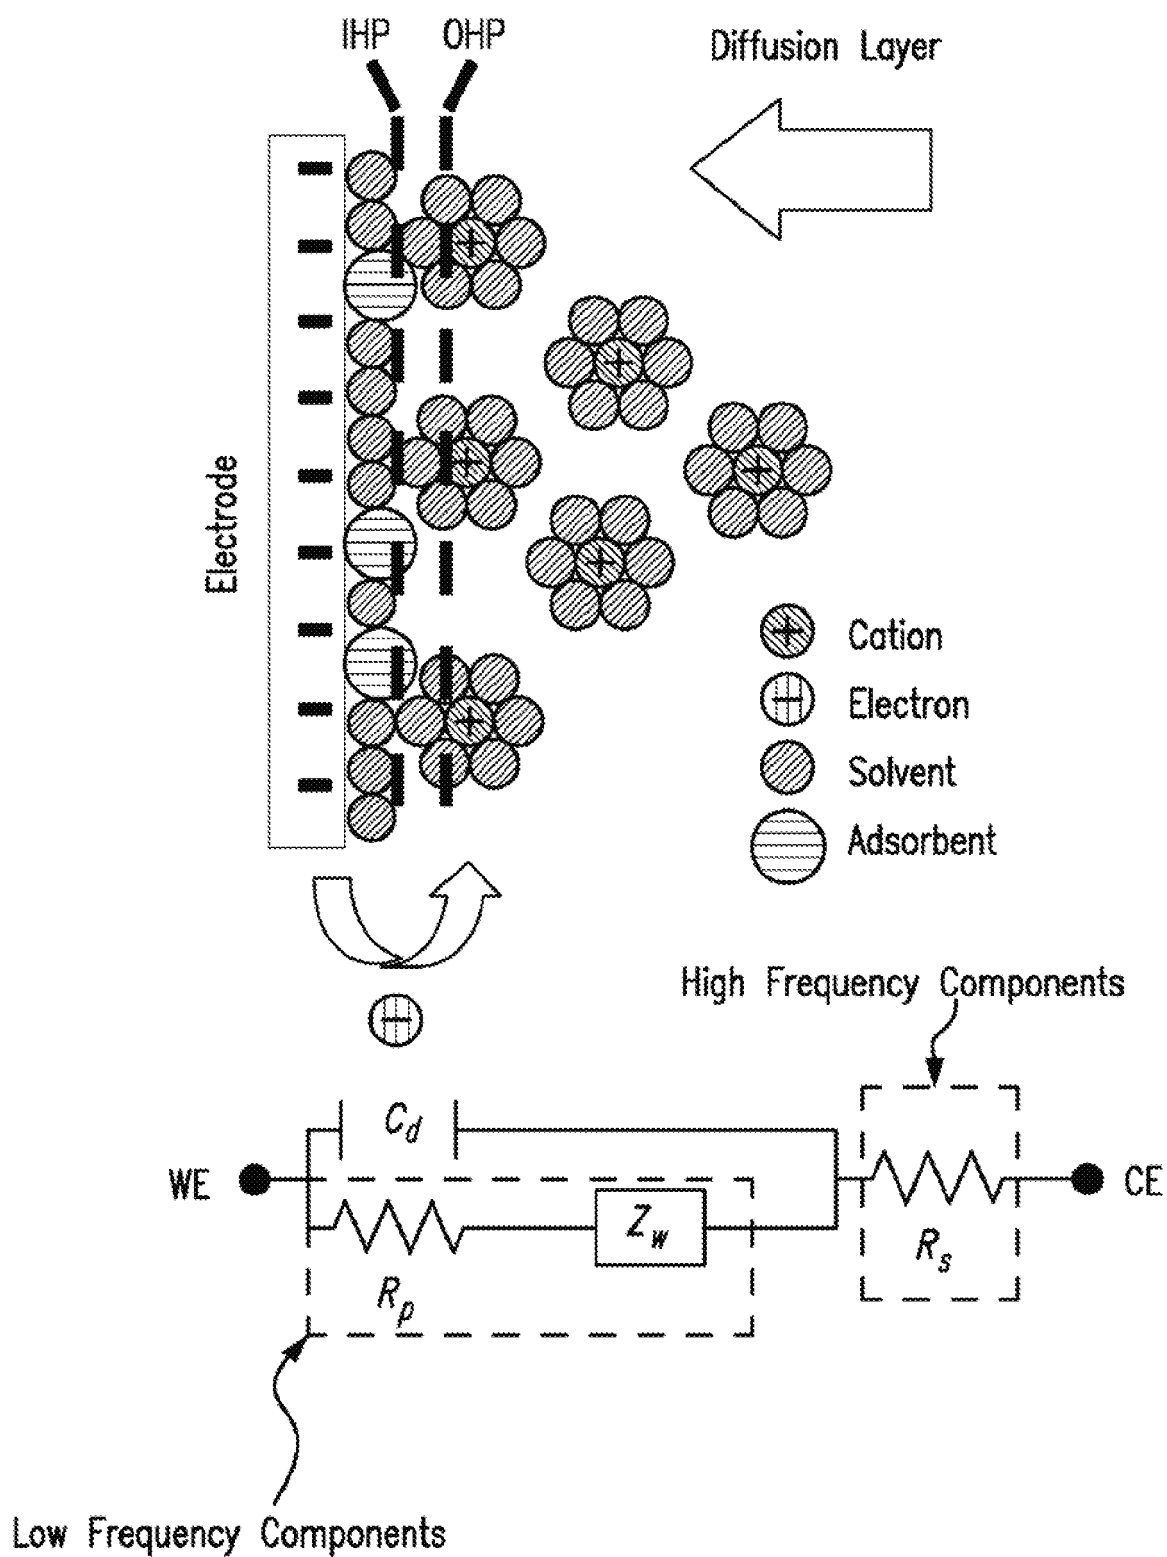 IHP OHP
Diffusion Layer
Electrode
Cation
Electron
Solvent
Adsorbent
High Frequency Components
C_d
WE
CE
Z_w
R_s
R_p
Low Frequency Components